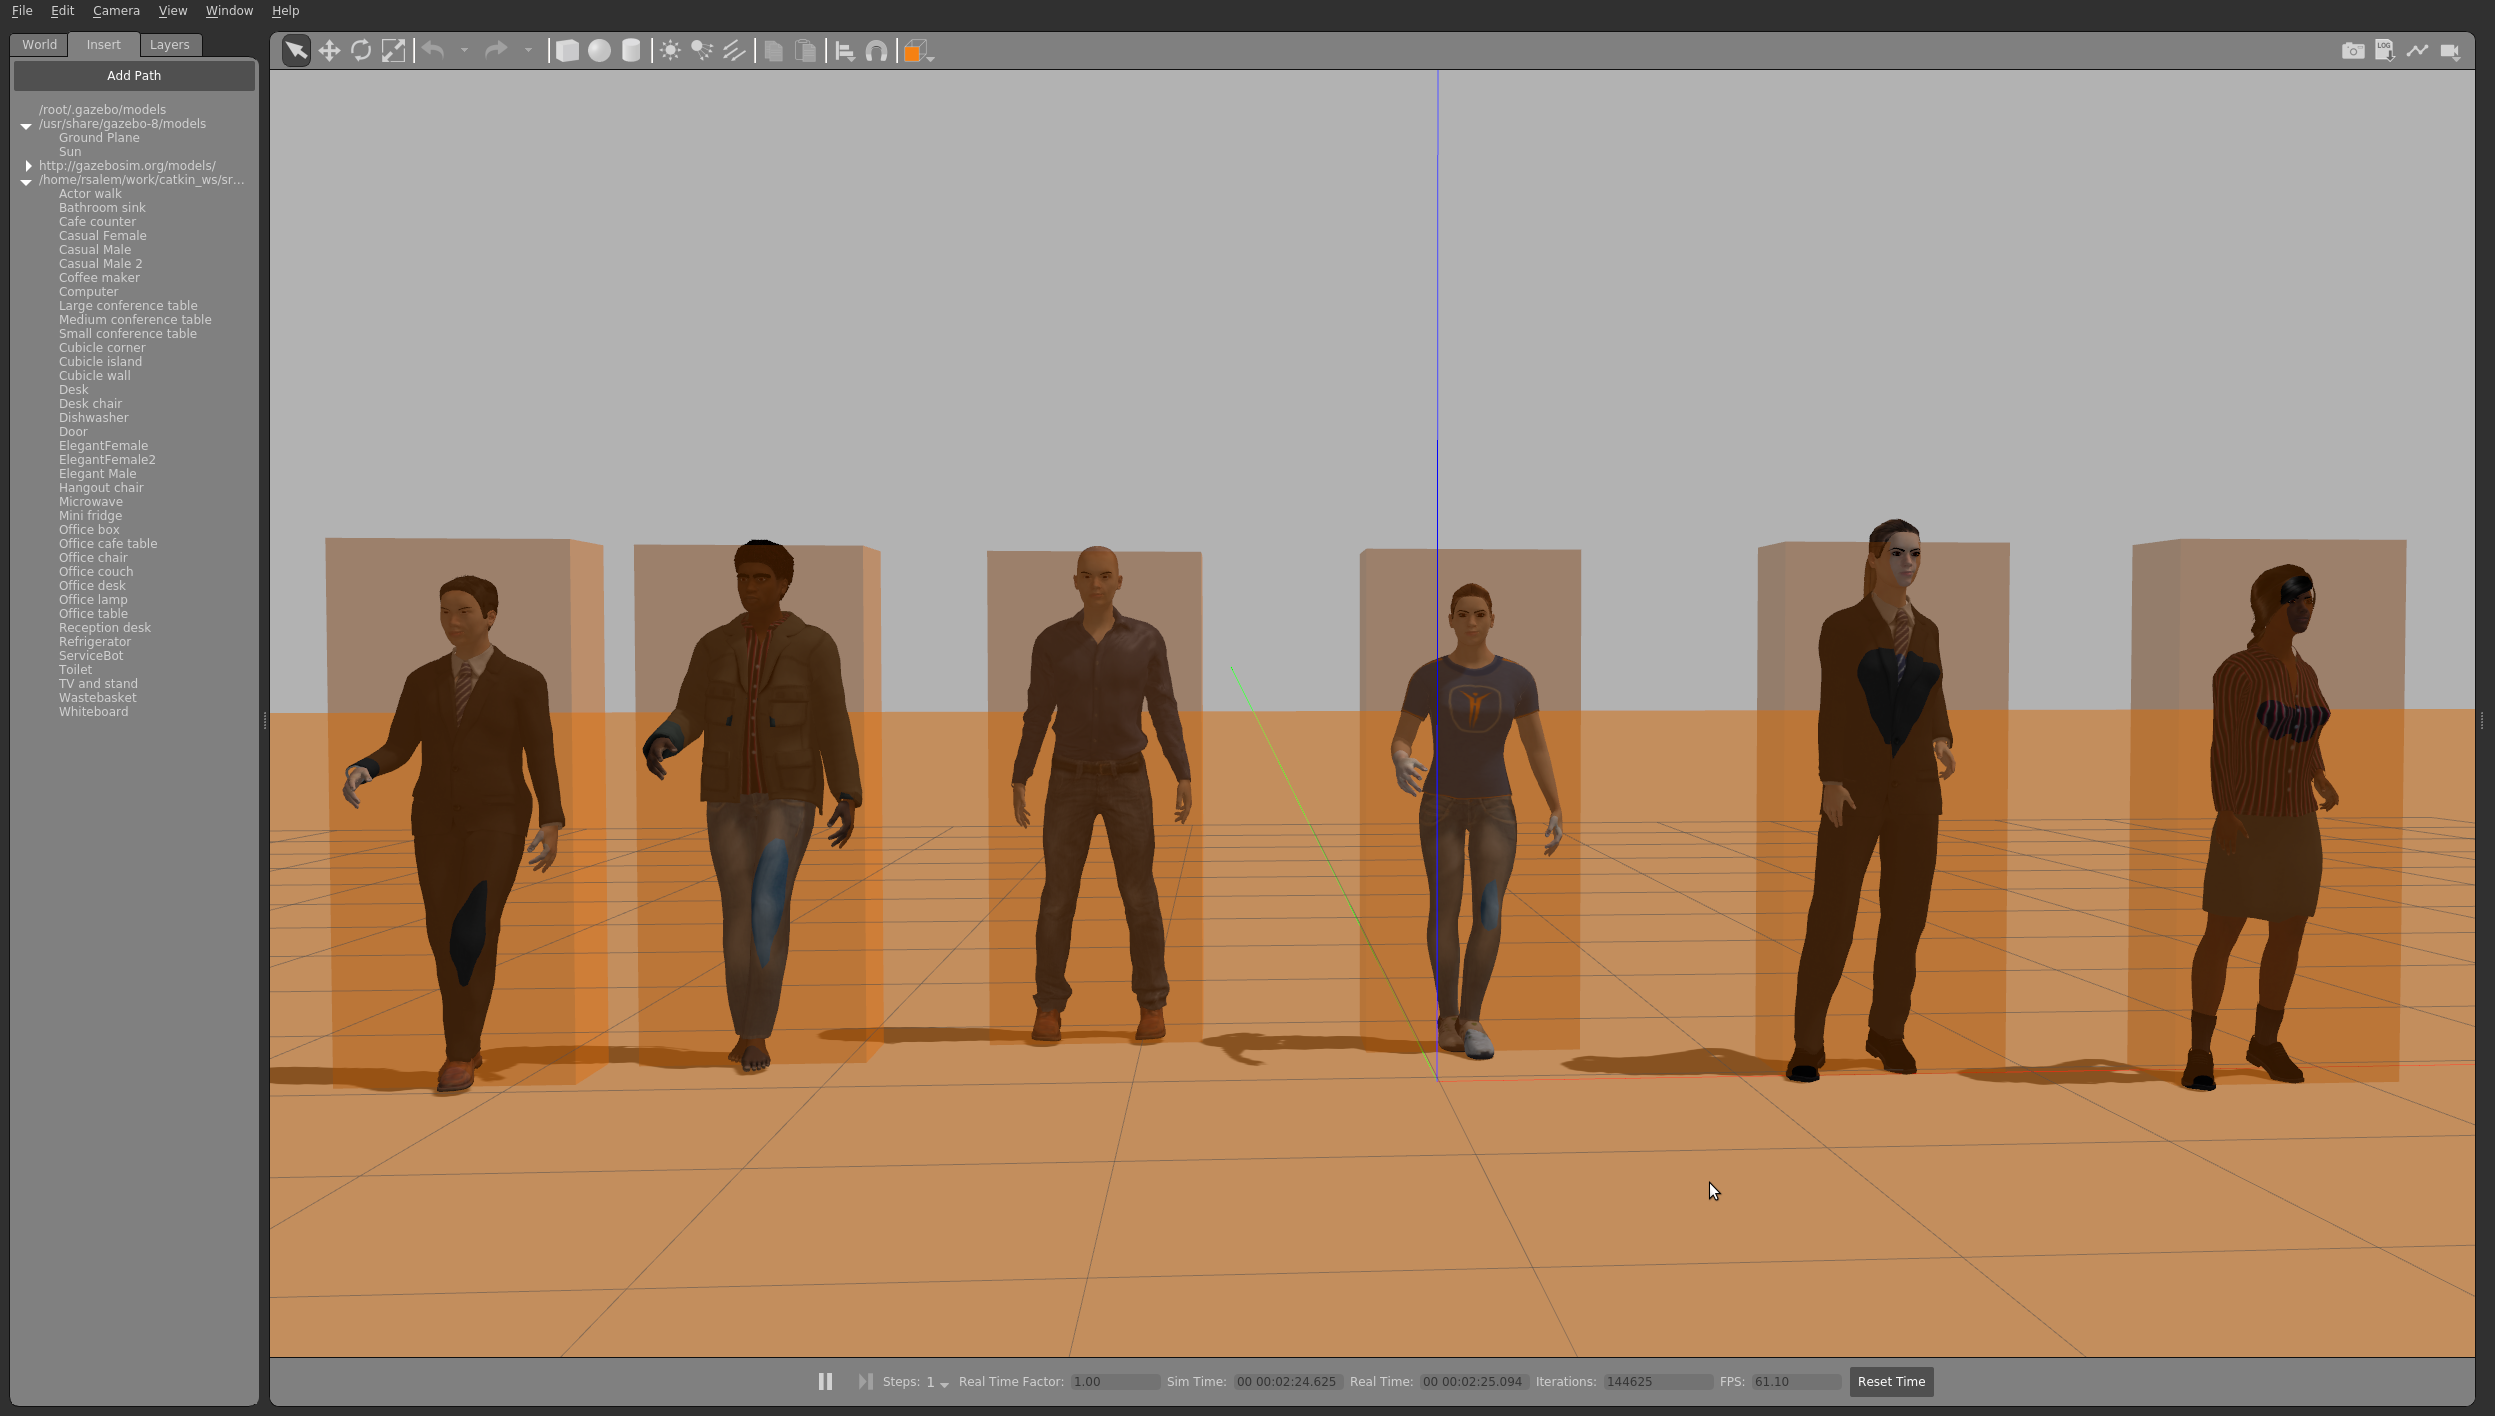 File Edit Camera View Window Help
World Insert Layers
Add Path
/root/.gazebo/models
/usr/share/gazebo-8/models
Ground Plane
Sun
http://gazebosim.org/models/
/home/rsalem/work/catkin_ws/sr...
Actor walk
Bathroom sink
Cafe counter
Casual Female
Casual Male
Casual Male 2
Coffee maker
Computer
Large conference table
Medium conference table
Small conference table
Cubicle corner
Cubicle island
Cubicle wall
Desk
Desk chair
Dishwasher
Door
ElegantFemale
ElegantFemale2
Elegant Male
Hangout chair
Microwave
Mini fridge
Office box
Office cafe table
Office chair
Office couch
Office desk
Office lamp
Office table
Reception desk
Refrigerator
ServiceBot
Toilet
TV and stand
Wastebasket
Whiteboard
LOG
Steps: 1 Real Time Factor: 1.00 Sim Time: 00 00:02:24.625 Real Time: 00 00:02:25.094 Iterations: 144625 FPS: 61.10 Reset Time